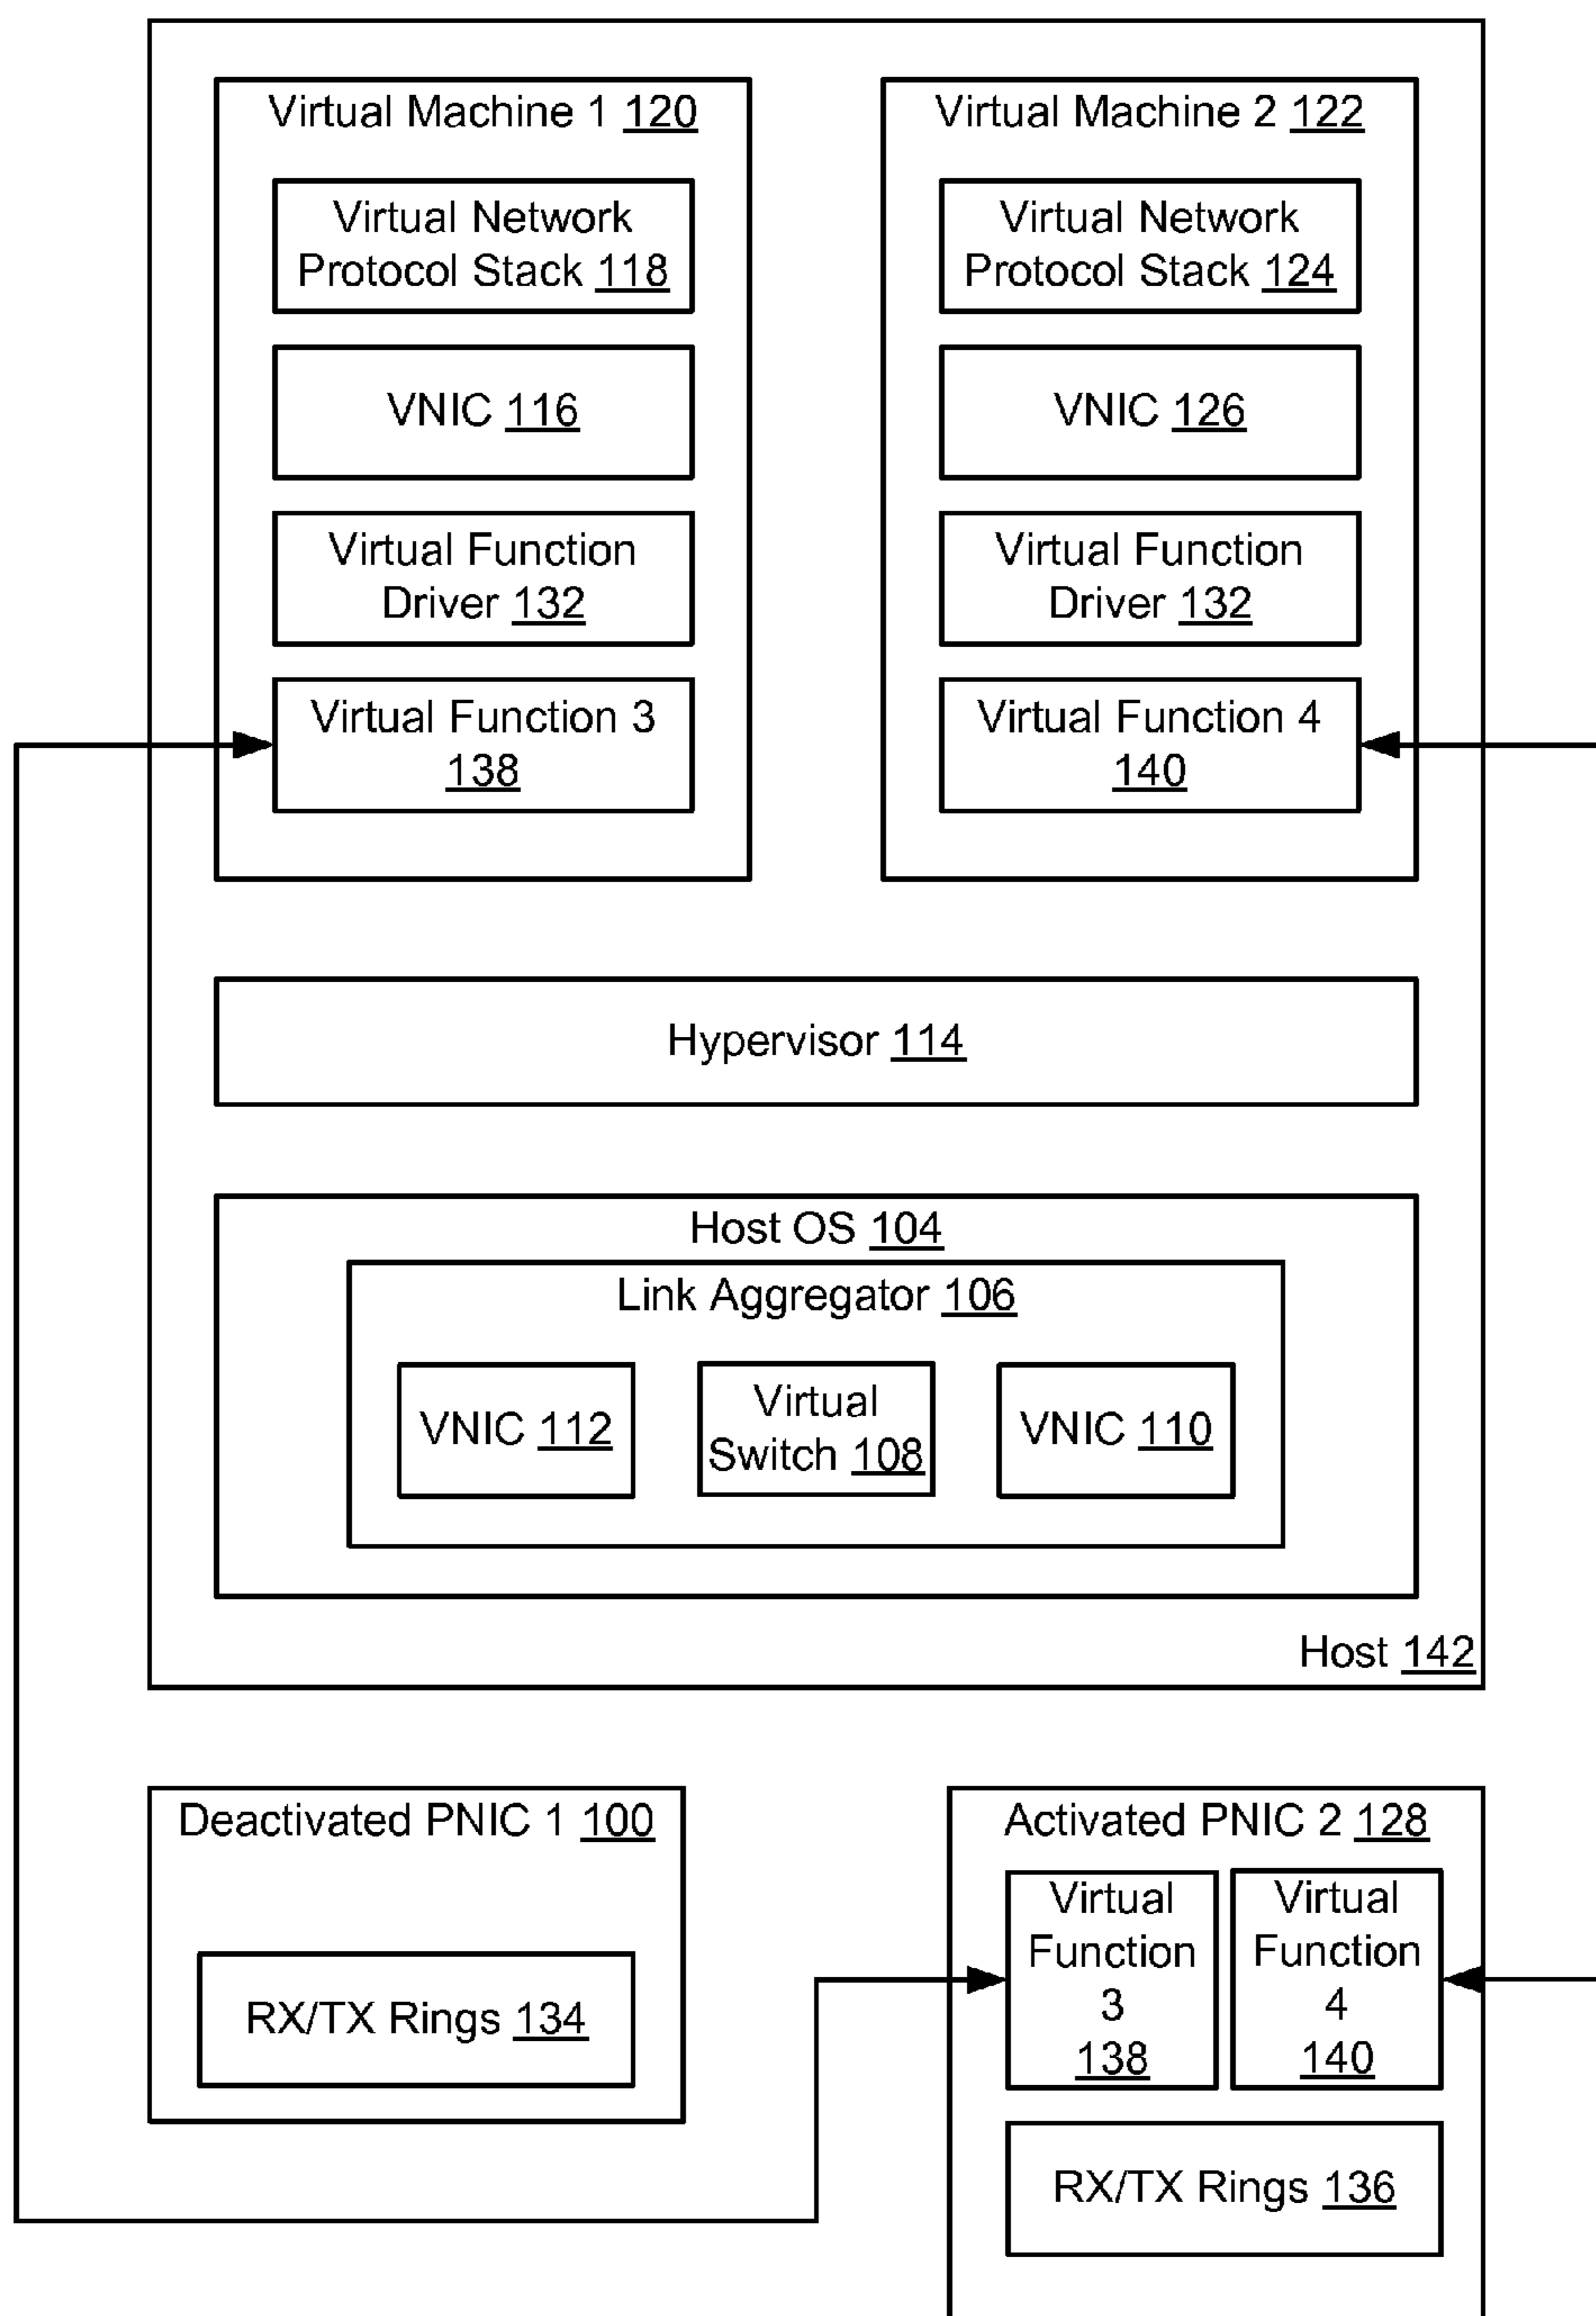 Virtual Machine 1 120
Virtual Network
Protocol Stack 118
VNIC 116
Virtual Function
Driver 132
Virtual Function 3
138
Virtual Machine 2 122
Virtual Network
Protocol Stack 124
VNIC 126
Virtual Function
Driver 132
Virtual Function 4
140
Hypervisor 114
Host OS 104
Link Aggregator 106
VNIC 112
Virtual
Switch 108
VNIC 110
Host 142
Deactivated PNIC 1 100
RX/TX Rings 134
Activated PNIC 2 128
Virtual
Function
3
138
Virtual
Function
4
140
RX/TX Rings 136